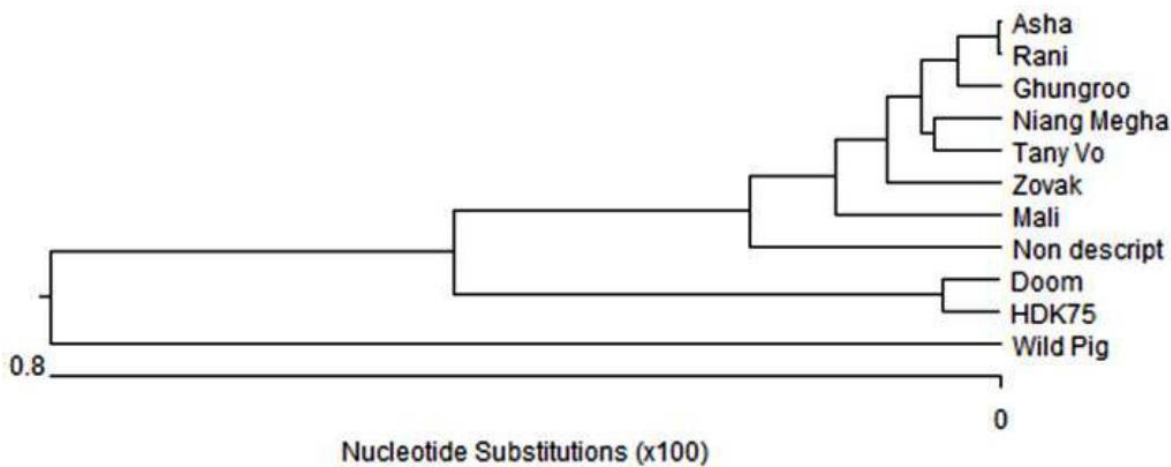 Asha
Rani
Ghungroo
Niang Megha
Tany Vo
Zovak
Mali
Non descript
Doom
HDK75
Wild Pig
0.8
0
Nucleotide Substitutions (x100)